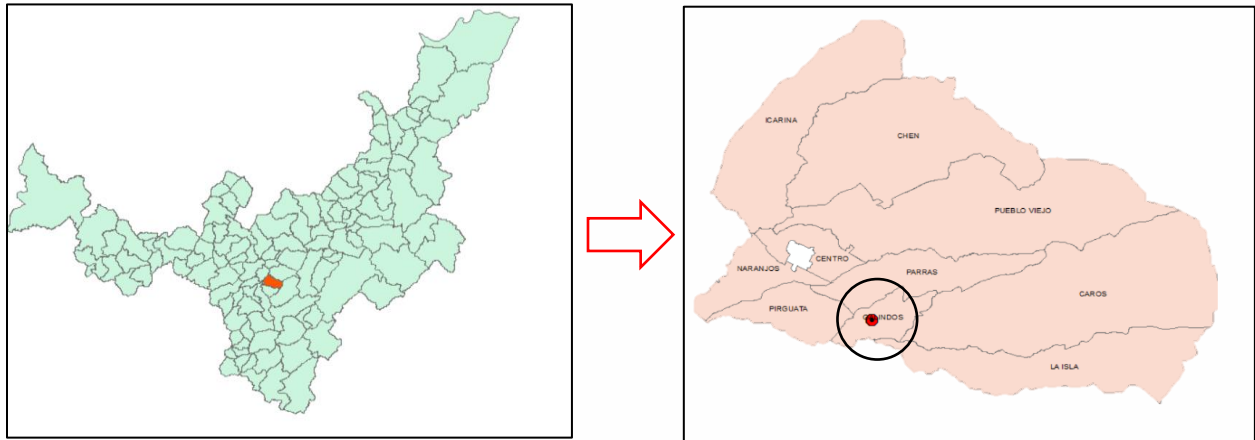 ICARINA
CHEN
PUEBLO VIEJO
CENTRO
NARANJOS
PARRAS
CAROS
PIRGUATA
LA ISLA